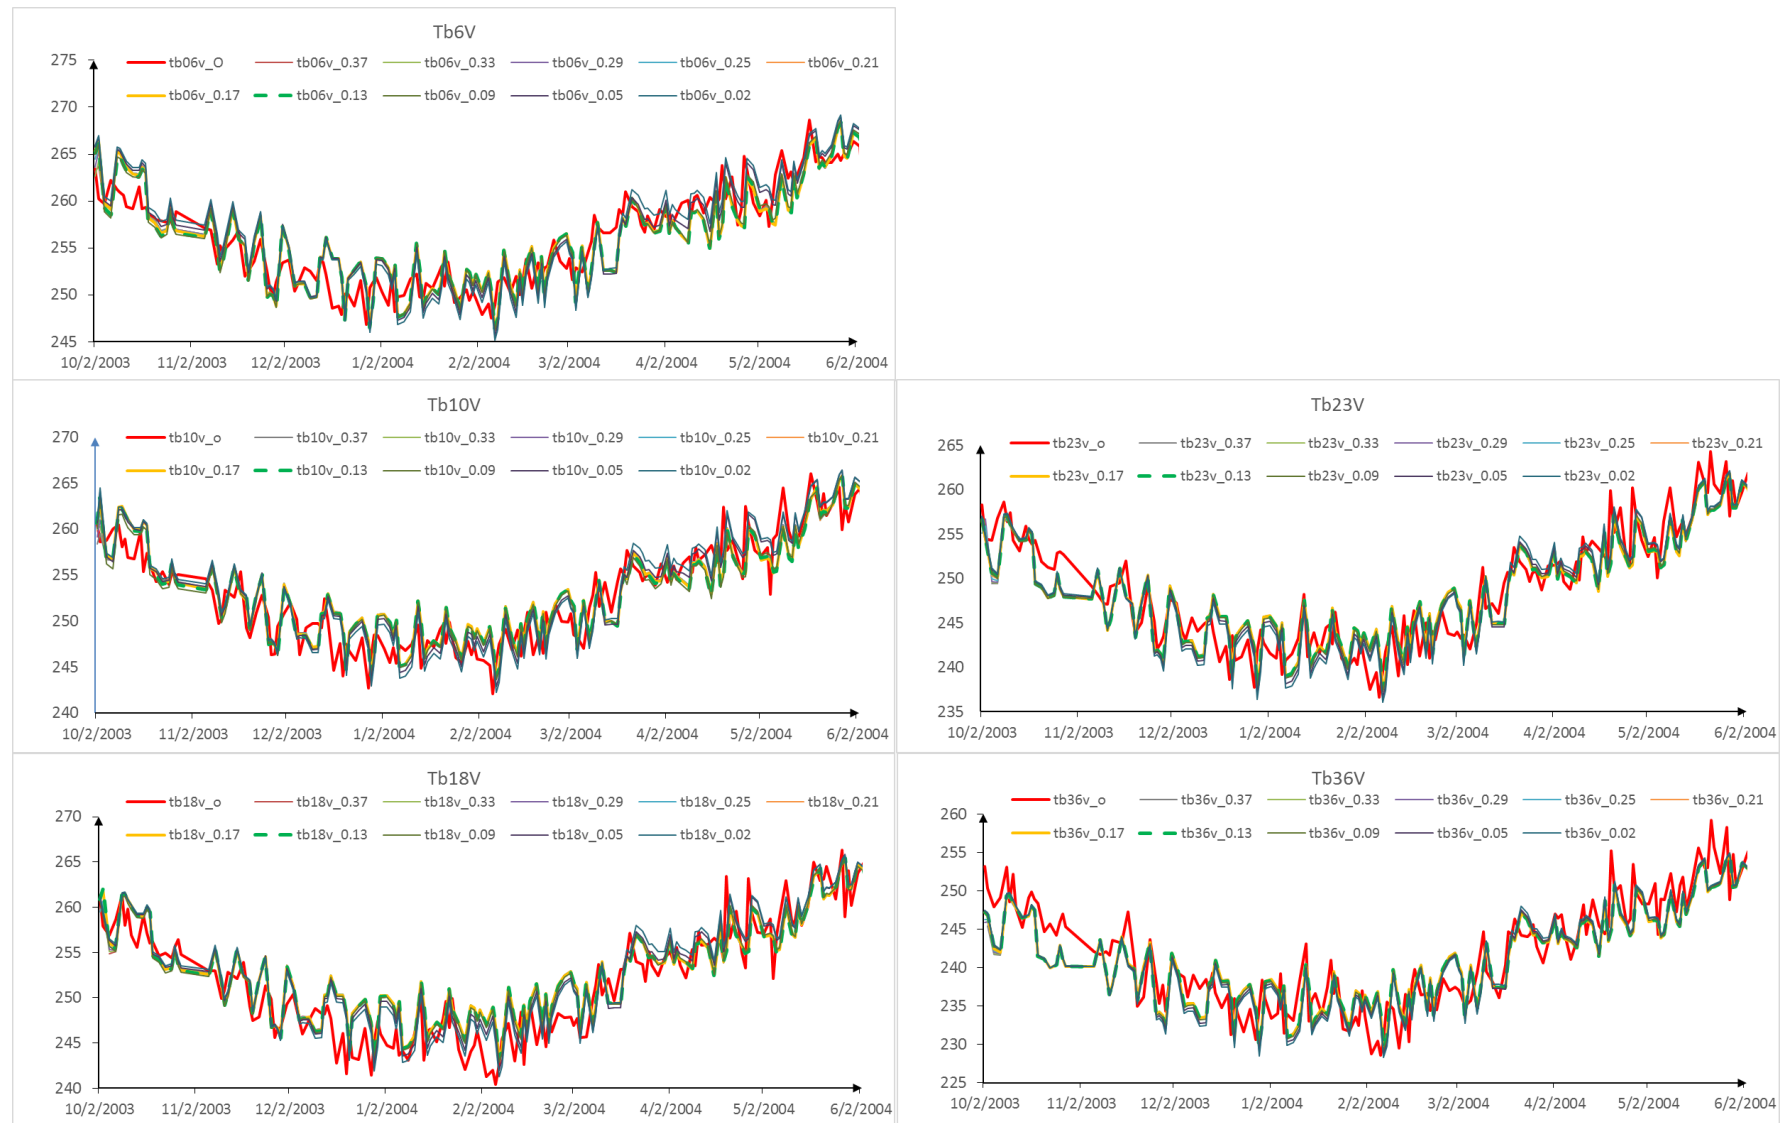 Tb6V
275
tb06v_O tb06v_0.37 tb06v_0.33 tb06v_0.29 tb06v_0.25 tb06v_0.21
tb06v_0.17 tb06v_0.13 tb06v_0.09 tb06v_0.05 tb06v_0.02
270
265
260
255
250
245
10/2/2003 11/2/2003 12/2/2003 1/2/2004 2/2/2004 3/2/2004 4/2/2004 5/2/2004 6/2/2004
Tb10V
270
tb10v_o tb10v_0.37 tb10v_0.33 tb10v_0.29 tb10v_0.25 tb10v_0.21
tb10v_0.17 tb10v_0.13 tb10v_0.09 tb10v_0.05 tb10v_0.02
265
260
255
250
245
240
10/2/2003 11/2/2003 12/2/2003 1/2/2004 2/2/2004 3/2/2004 4/2/2004 5/2/2004 6/2/2004
Tb23V
265
tb23v_o tb23v_0.37 tb23v_0.33 tb23v_0.29 tb23v_0.25 tb23v_0.21
tb23v_0.17 tb23v_0.13 tb23v_0.09 tb23v_0.05 tb23v_0.02
260
255
250
245
240
235
10/2/2003 11/2/2003 12/2/2003 1/2/2004 2/2/2004 3/2/2004 4/2/2004 5/2/2004 6/2/2004
Tb18V
270
tb18v_o tb18v_0.37 tb18v_0.33 tb18v_0.29 tb18v_0.25 tb18v_0.21
tb18v_0.17 tb18v_0.13 tb18v_0.09 tb18v_0.05 tb18v_0.02
265
260
255
250
245
240
10/2/2003 11/2/2003 12/2/2003 1/2/2004 2/2/2004 3/2/2004 4/2/2004 5/2/2004 6/2/2004
Tb36V
260
tb36v_o tb36v_0.37 tb36v_0.33 tb36v_0.29 tb36v_0.25 tb36v_0.21
tb36v_0.17 tb36v_0.13 tb36v_0.09 tb36v_0.05 tb36v_0.02
255
250
245
240
235
230
225
10/2/2003 11/2/2003 12/2/2003 1/2/2004 2/2/2004 3/2/2004 4/2/2004 5/2/2004 6/2/2004